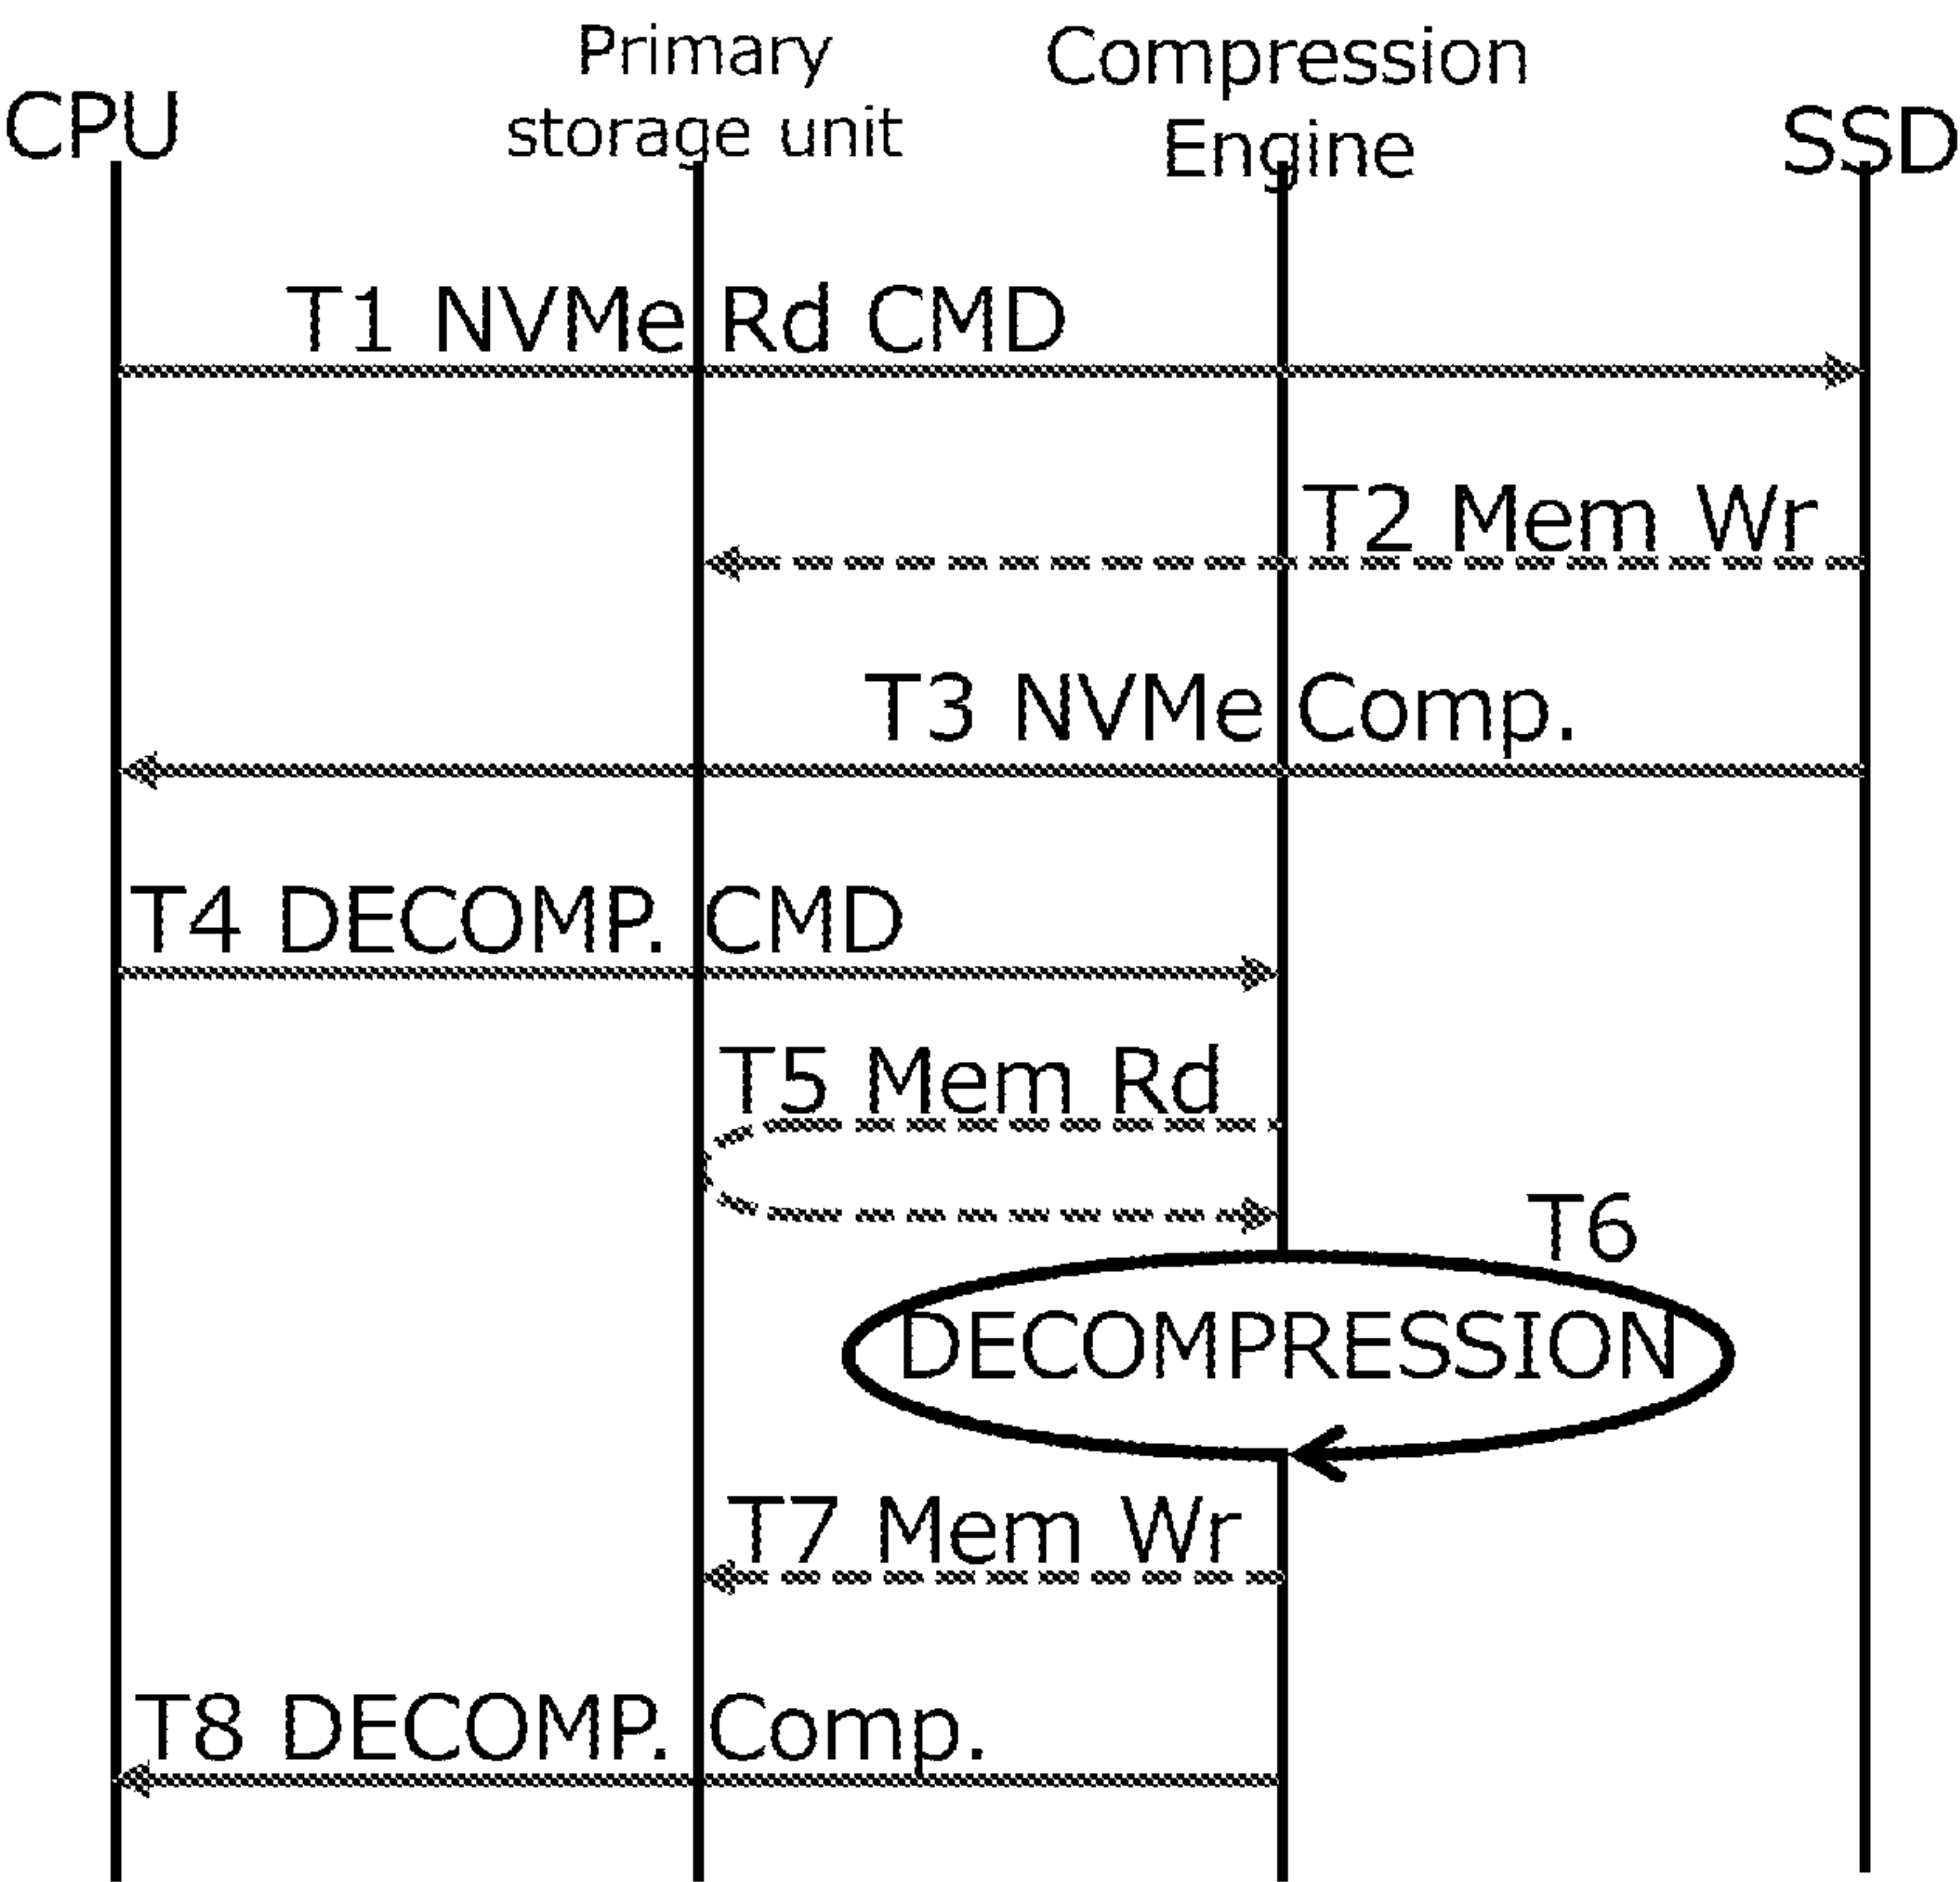 CPU
Primary
storage unit
Compression
Engine
SSD
T1 NVMe Rd CMD
T2 Mem Wr
T3 NVMe Comp.
T4 DECOMP. CMD
T5 Mem Rd
T6
DECOMPRESSION
T7 Mem Wr
T8 DECOMP. Comp.